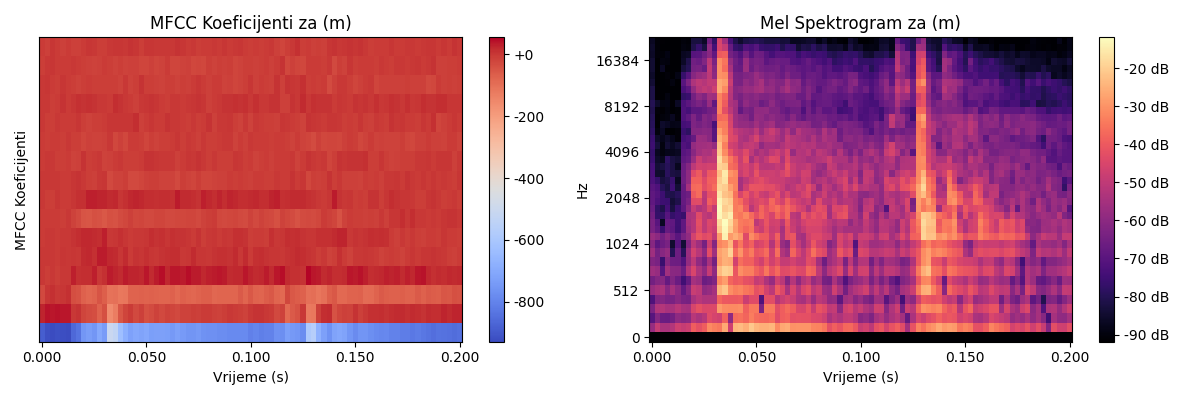 MFCC Koeficijenti za (m)
MFCC Koeficijenti
0.000 0.050 0.100 0.150 0.200
Vrijeme (s)
+0
-200
-400
-600
-800
Mel Spektrogram za (m)
Hz
16384
8192
4096
2048
1024
512
0
0.000 0.050 0.100 0.150 0.200
Vrijeme (s)
-20 dB
-30 dB
-40 dB
-50 dB
-60 dB
-70 dB
-80 dB
-90 dB